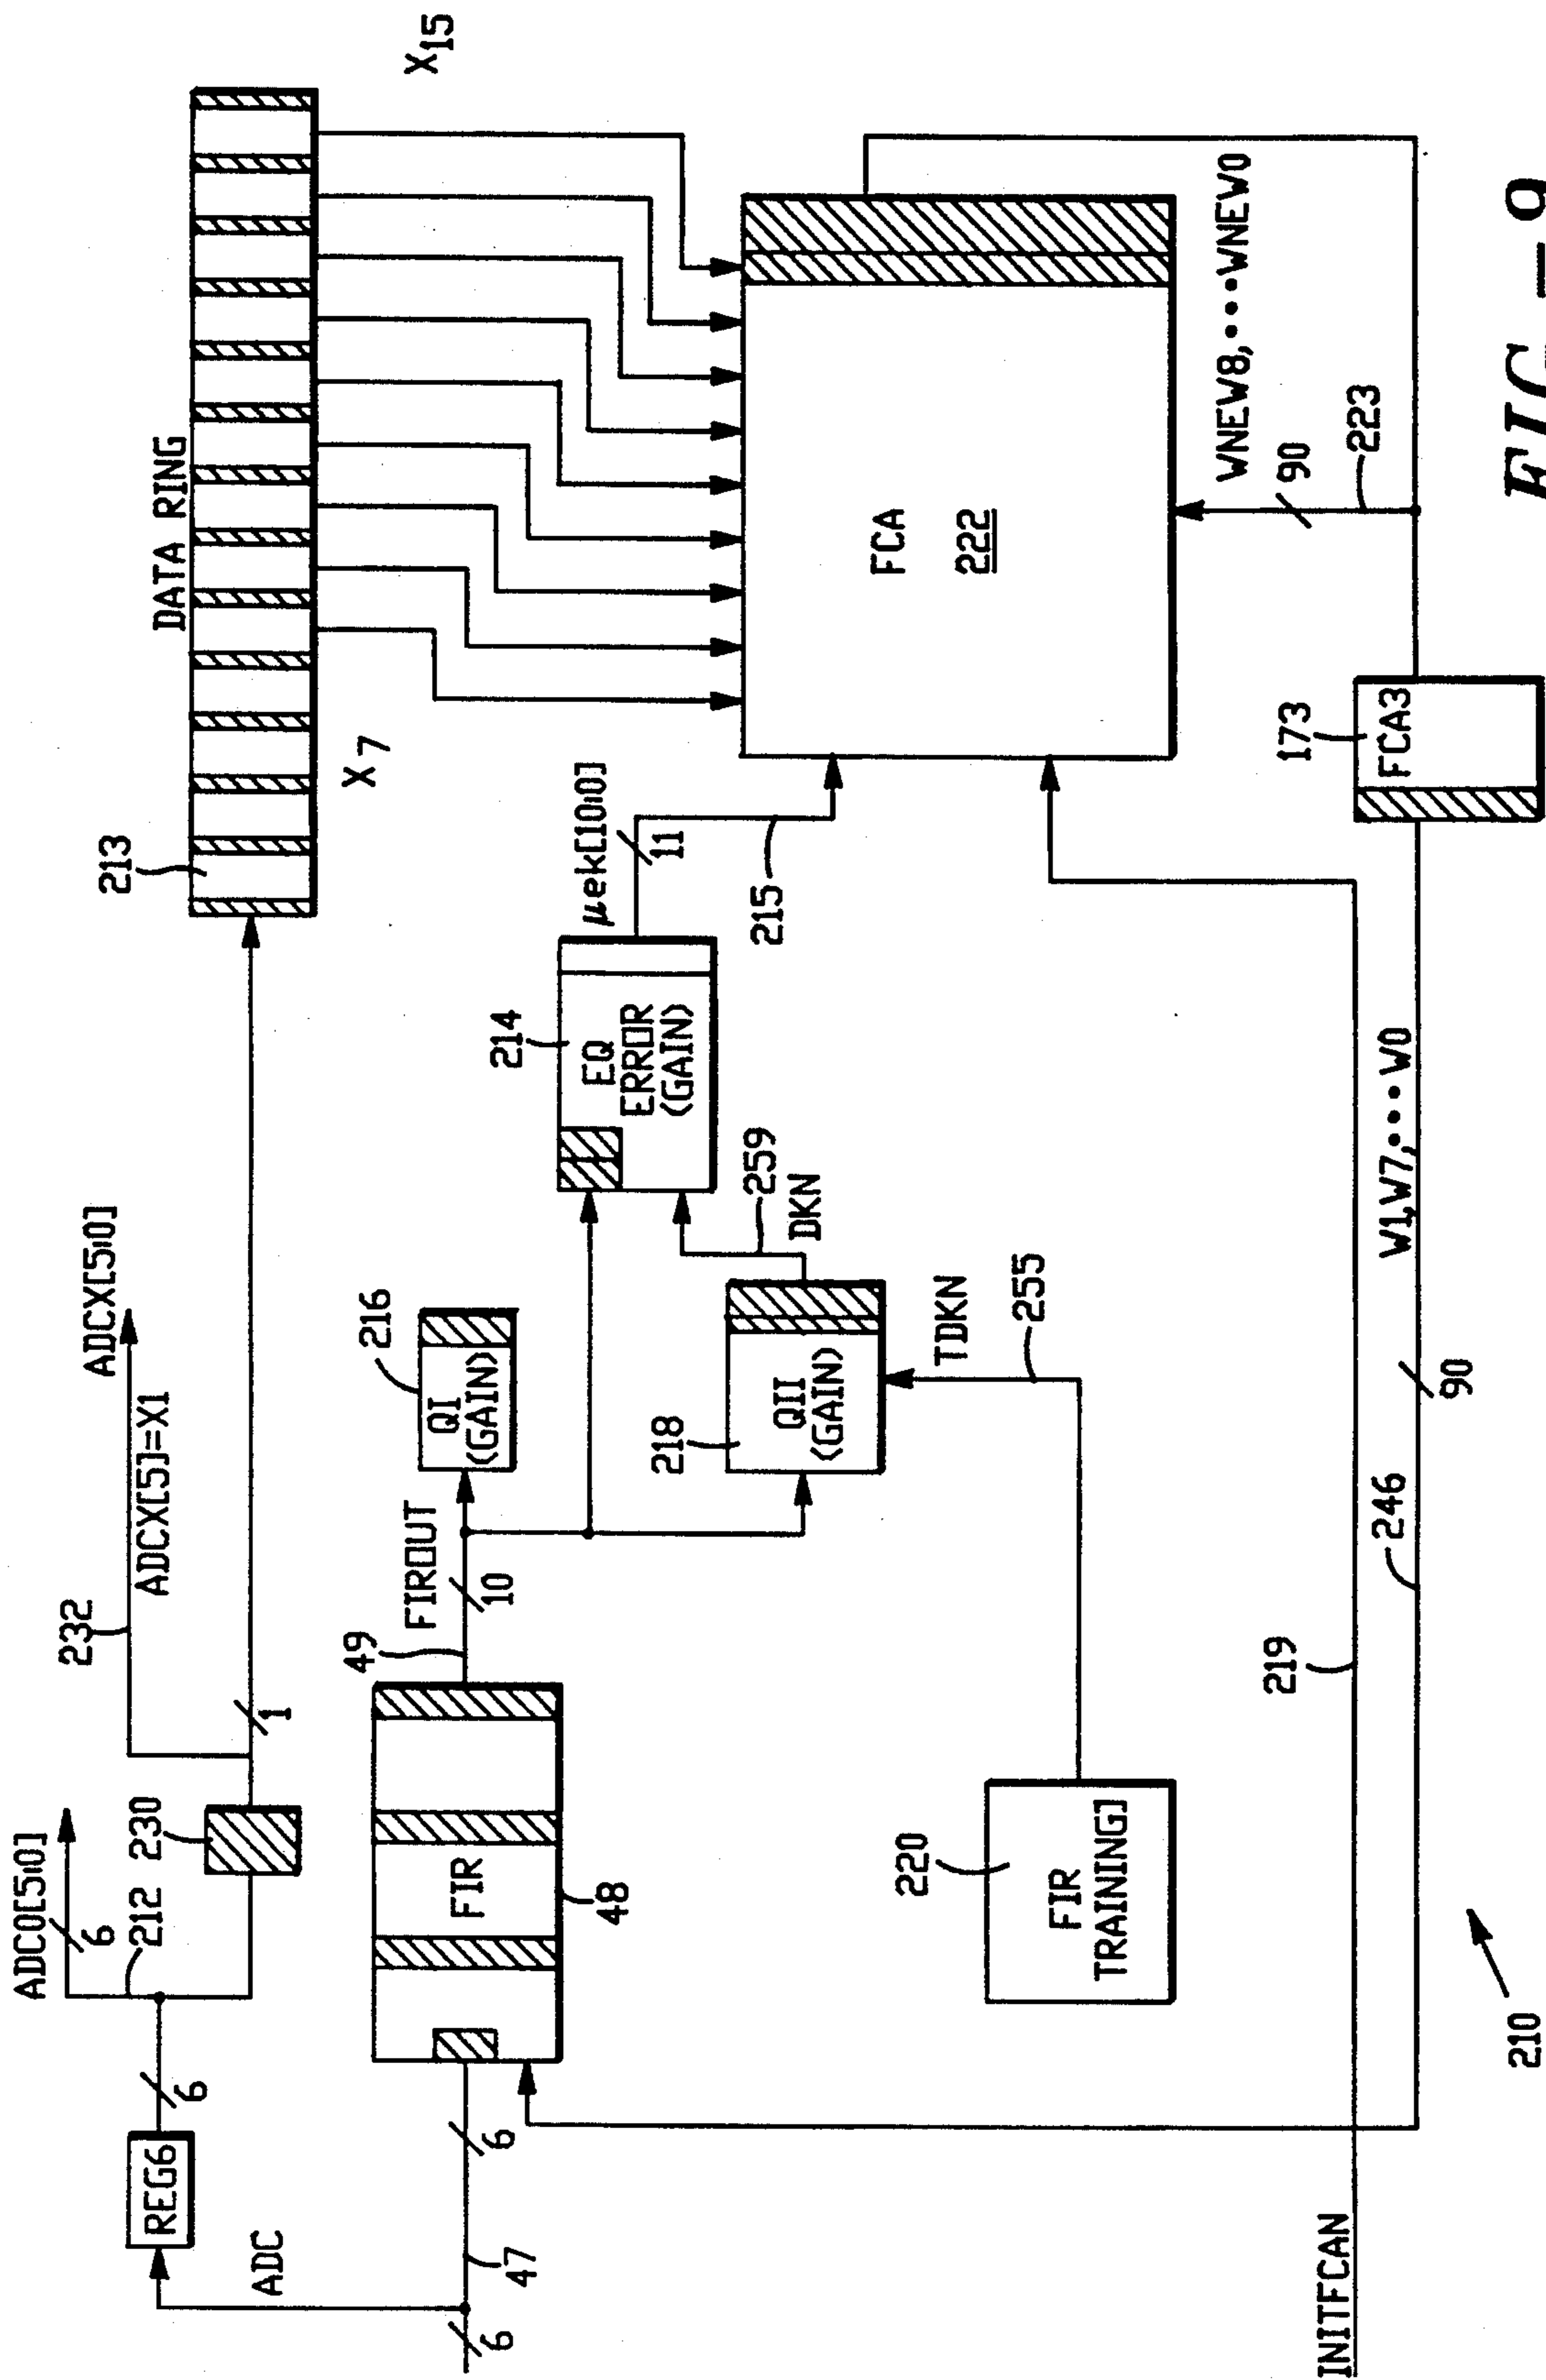 ADC0[5:0]
6
212
230
232
ADCX[5:0]
ADCX[5]=X1
1
213
DATA RING
X15
X7
REG6
6
ADC
47
6
6
FIR
48
49
FIROUT
10
QI
(GAIN)
216
214
EQ
ERROR
(GAIN)
µek[10:0]
11
215
FCA
222
218
QII
(GAIN)
259
DKN
TDKN
255
220
FIR
TRAINING]
WNEW8,•••WNEW0
90
223
173
FCA3
219
246
W1,W7,•••W0
90
INITFCAN
210